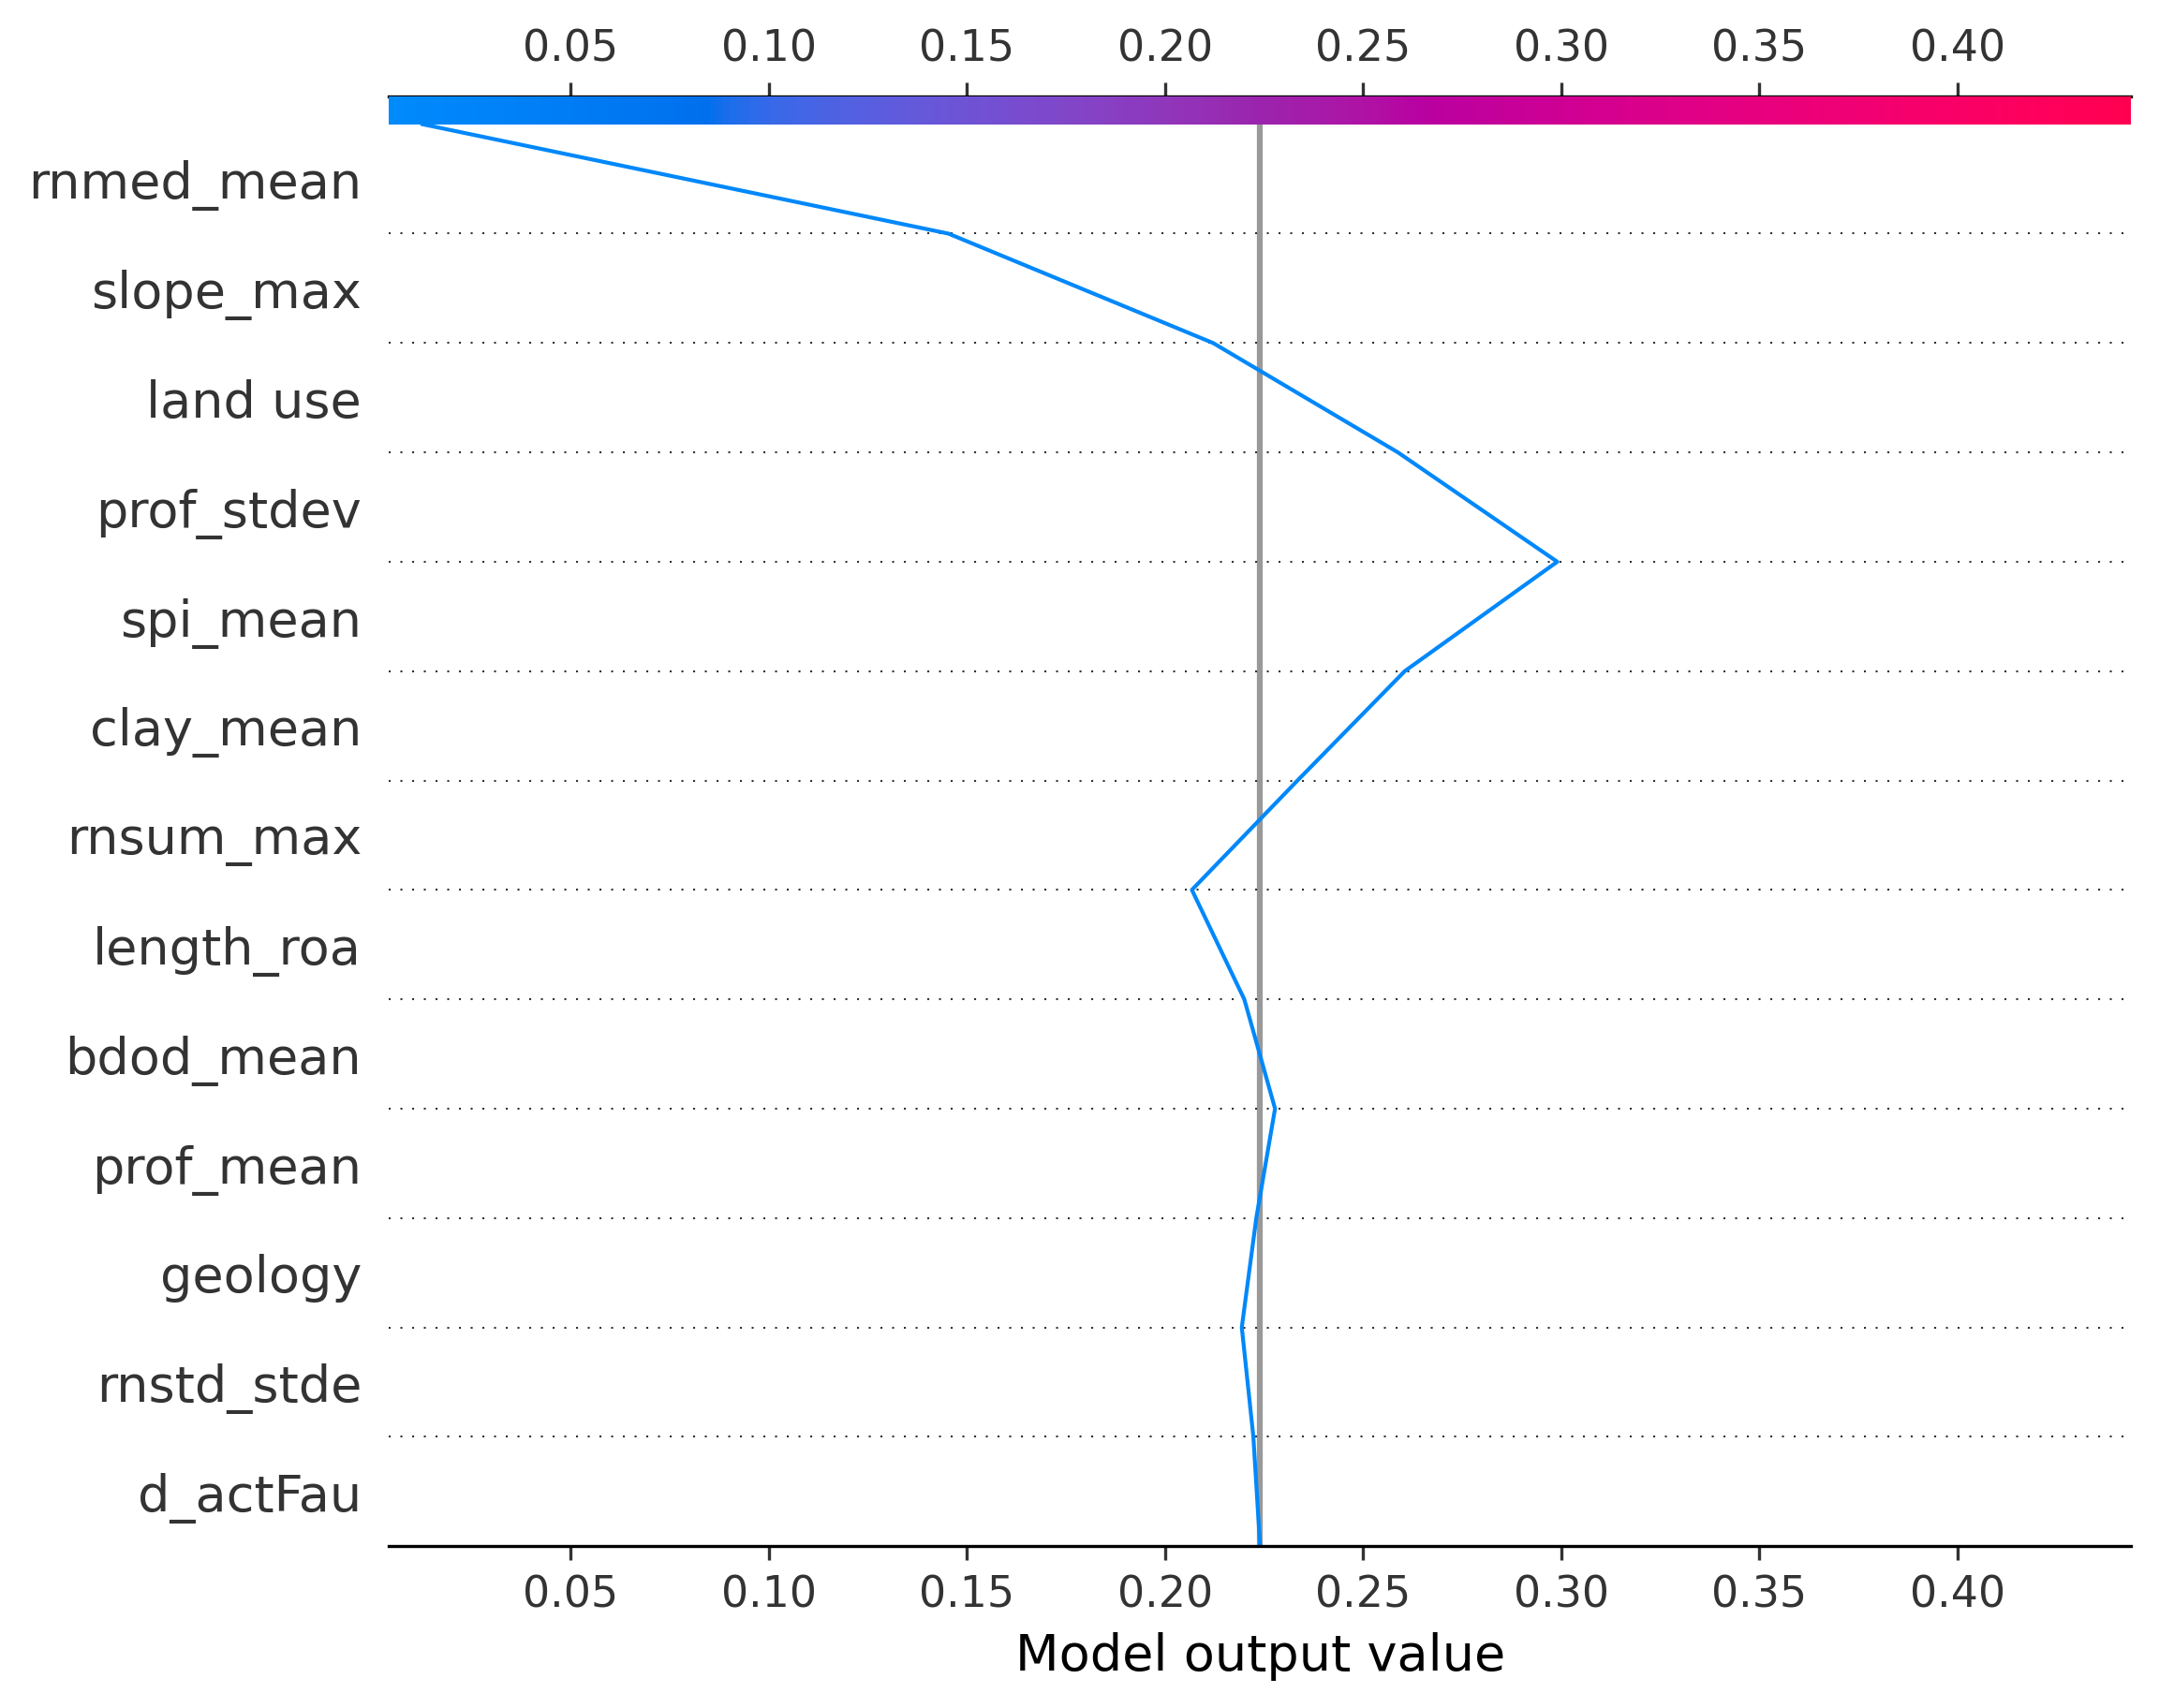 0.05 0.10 0.15 0.20 0.25 0.30 0.35 0.40
rnmed_mean
slope_max
land use
prof_stdev
spi_mean
clay_mean
rnsum_max
length_roa
bdod_mean
prof_mean
geology
rnstd_stde
d_actFau
0.05 0.10 0.15 0.20 0.25 0.30 0.35 0.40
Model output value